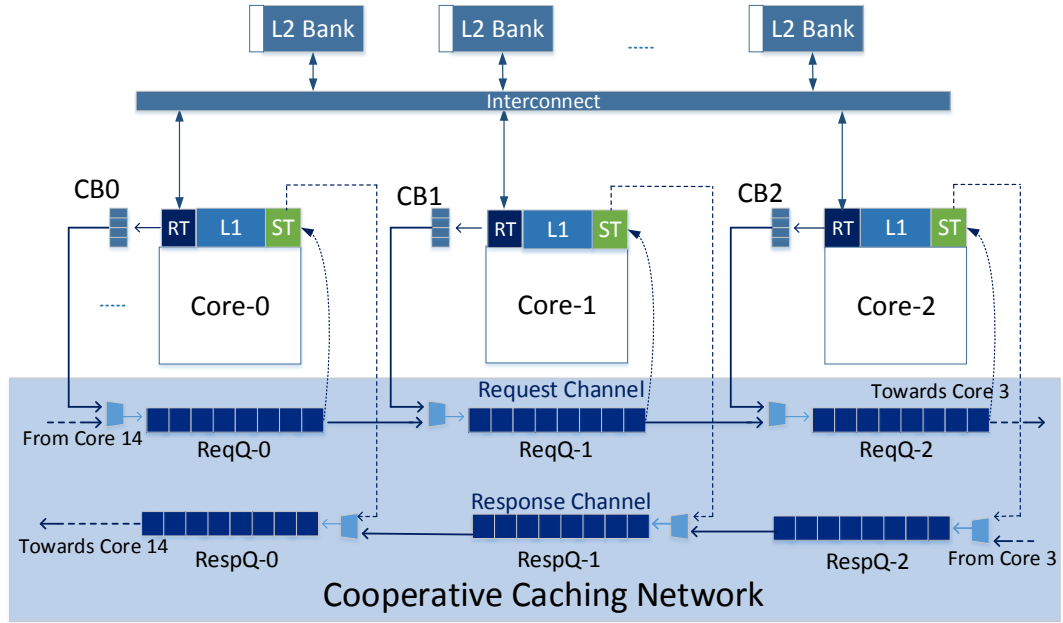 L2 Bank
L2 Bank
L2 Bank
Interconnect
CB0
CB1
CB2
RT
L1
ST
RT
L1
ST
RT
L1
ST
Core-0
Core-1
Core-2
Request Channel
Towards Core 3
From Core 14
ReqQ-0
ReqQ-1
ReqQ-2
Response Channel
Towards Core 14
RespQ-0
RespQ-1
RespQ-2
From Core 3
Cooperative Caching Network